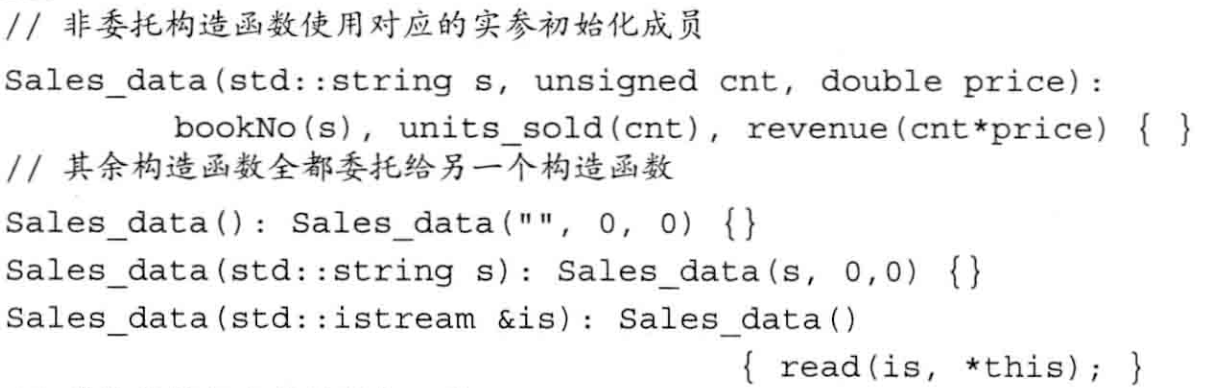 // 非委托构造函数使用对应的实参初始化成员
Sales_data(std::string s, unsigned cnt, double price):
bookNo(s), units_sold(cnt), revenue(cnt*price) { }
// 其余构造函数全都委托给另一个构造函数
Sales_data(): Sales_data("", 0, 0) {}
Sales_data(std::string s): Sales_data(s, 0,0) {}
Sales_data(std::istream &is): Sales_data()
{ read(is, *this); }